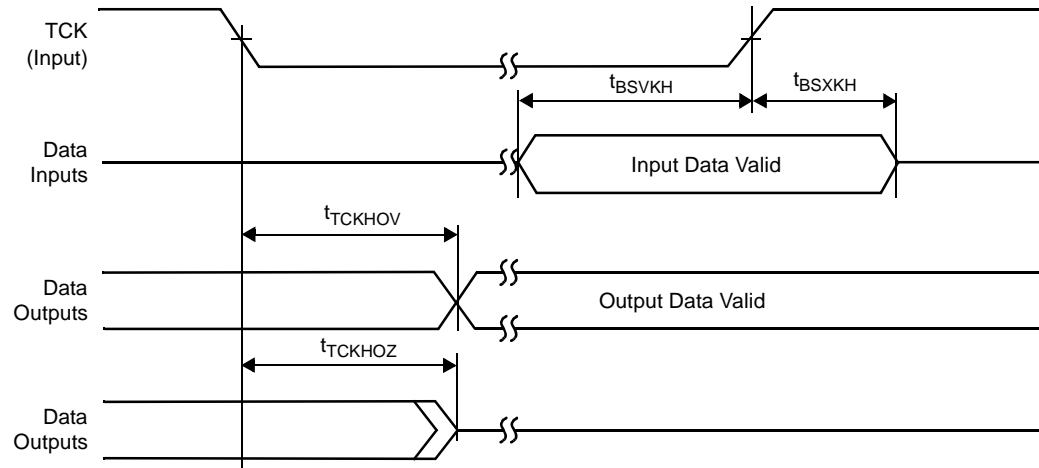 TCK
(Input)
tBSVKH
tBSXKH
Data
Inputs
Input Data Valid
tTCKHOV
Data
Outputs
Output Data Valid
tTCKHOZ
Data
Outputs